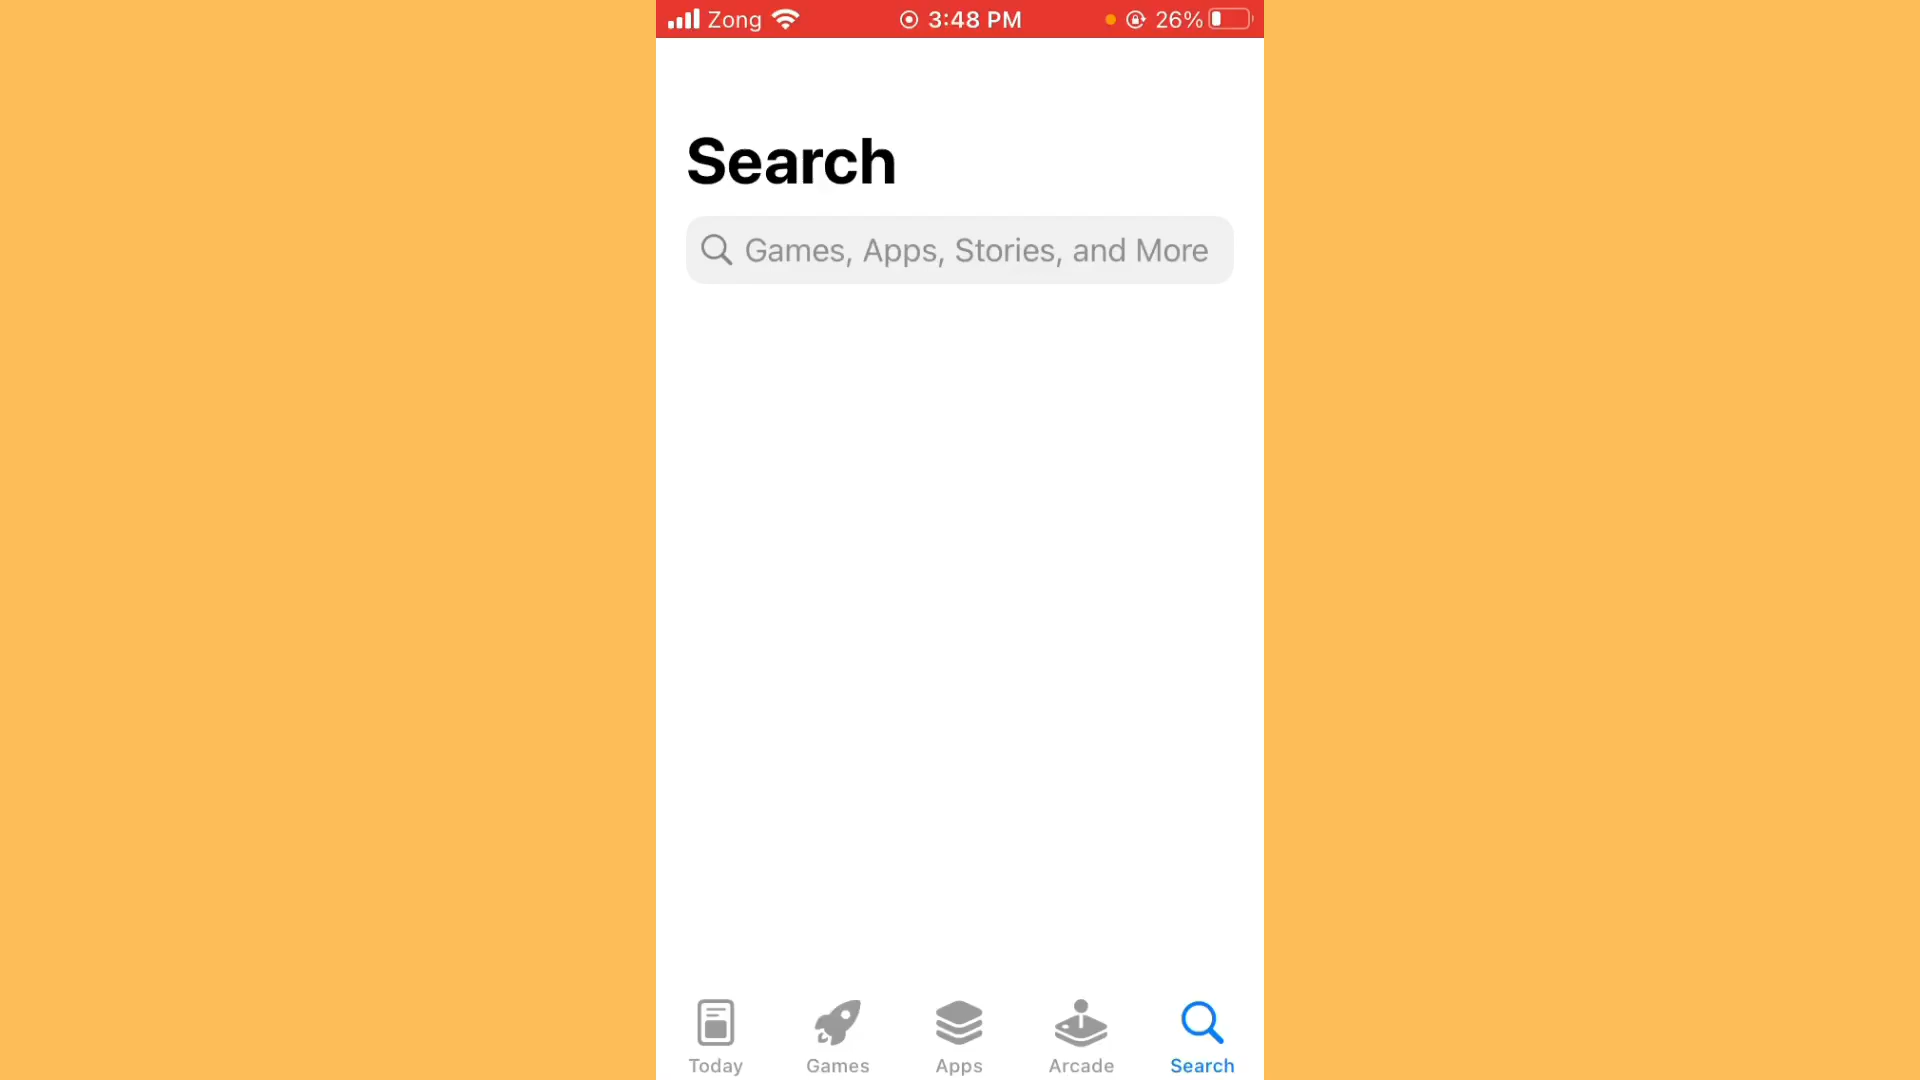 Zong 3:48 PM 26%
Search
Games, Apps, Stories, and More
Today Games Apps Arcade Search